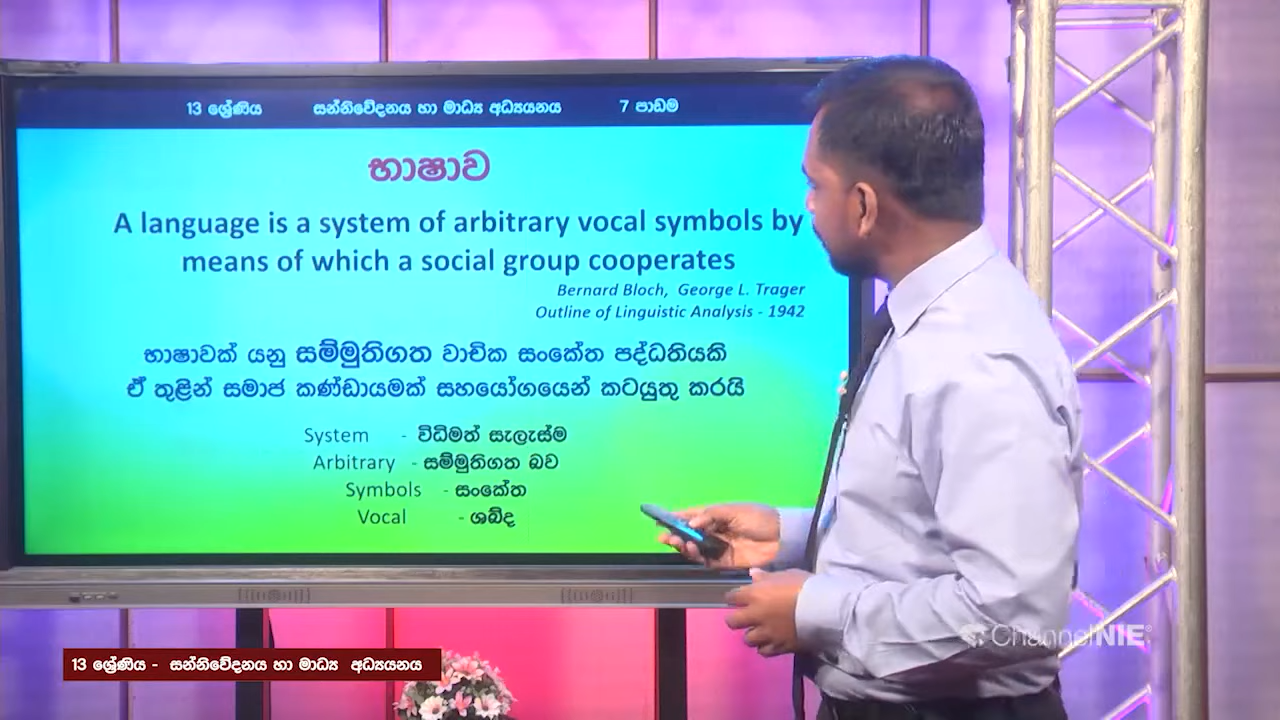 13 ශ්‍රේණිය සන්නිවේදනය හා මාධ්‍ය අධ්‍යයනය 7 පාඩම
භාෂාව
A language is a system of arbitrary vocal symbols by
means of which a social group cooperates
Bernard Bloch, George L. Trager
Outline of Linguistic Analysis - 1942
භාෂාවක් යනු සම්මුතිගත වාචික සංකේත පද්ධතියකි
ඒ තුළින් සමාජ කණ්ඩායමක් සහයෝගයෙන් කටයුතු කරයි
System - විධිමත් සැලැස්ම
Arbitrary - සම්මුතිගත බව
Symbols - සංකේත
Vocal - ශබ්ද
ChannelNIE
13 ශ්‍රේණිය - සන්නිවේදනය හා මාධ්‍ය අධ්‍යයනය